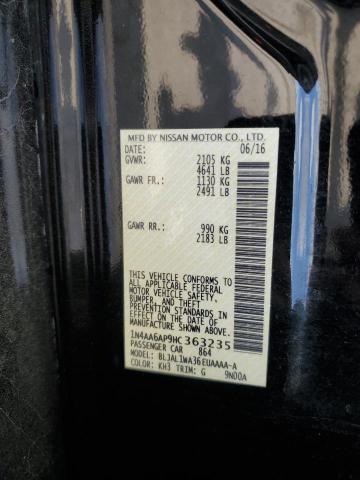 MFD BY NISSAN MOTOR CO., LTD.
DATE: 06/16
GVWR: 2105 KG
4641 LB
GAWR FR.: 1130 KG
2491 LB
GAWR RR.: 990 KG
2183 LB
THIS VEHICLE CONFORMS TO
ALL APPLICABLE FEDERAL
MOTOR VEHICLE SAFETY,
BUMPER, AND THEFT
PREVENTION STANDARDS
IN EFFECT ON THE DATE OF
MANUFACTURE SHOWN ABOVE.
1N4AA6AP9HC 363235
PASSENGER CAR 864
MODEL: BLJAL1WA36EUAAAA-A
COLOR: KH3 TRIM: G 9N00A